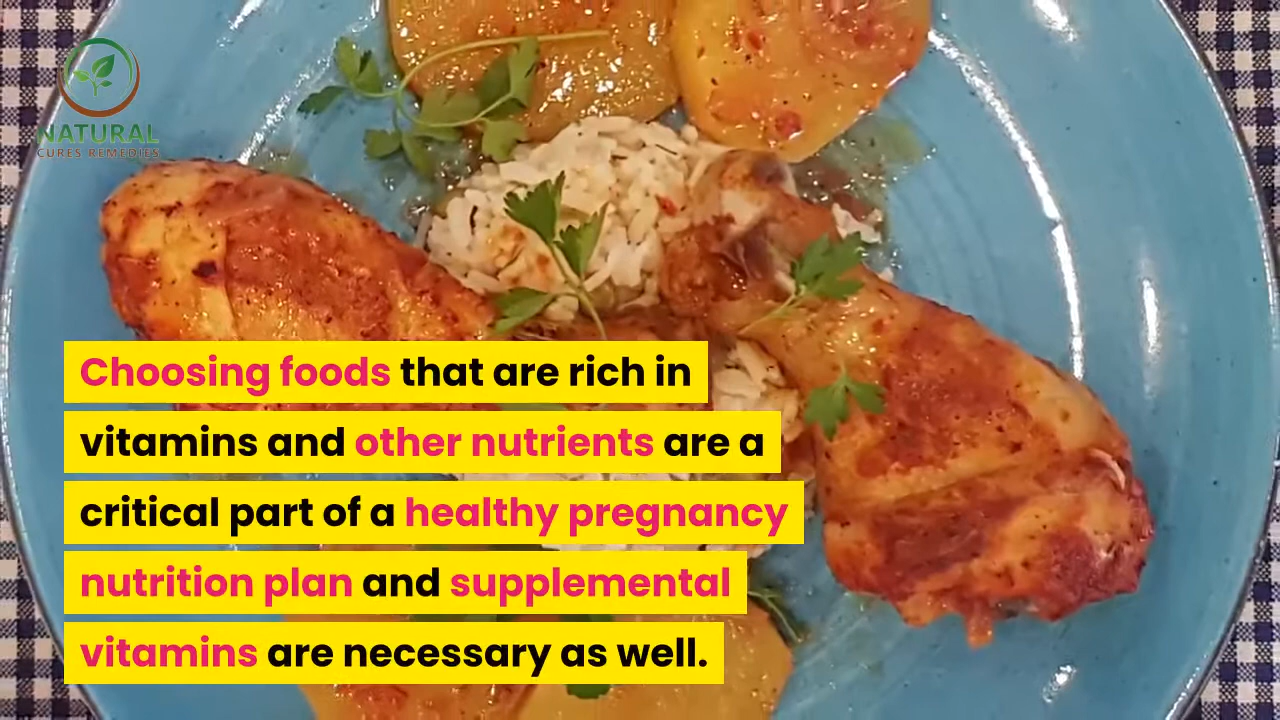 NATURAL
CURES REMEDIES
Choosing foods that are rich in
vitamins and other nutrients are a
critical part of a healthy pregnancy
nutrition plan and supplemental
vitamins are necessary as well.